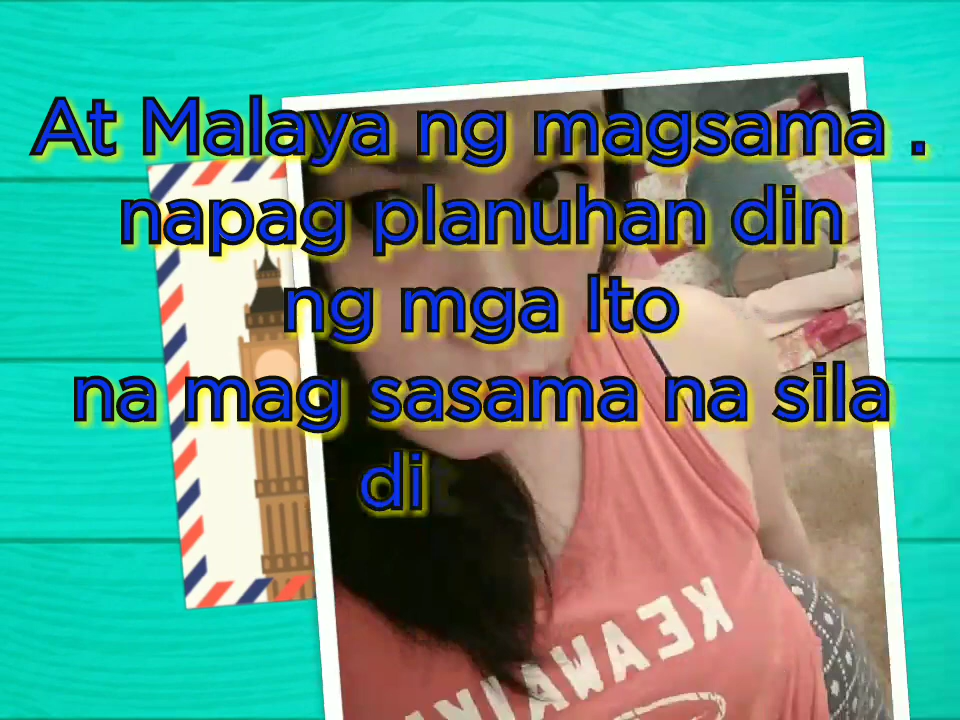 At Malaya ng magsama .
napag planuhan din
ng mga Ito
na mag sasama na sila
di